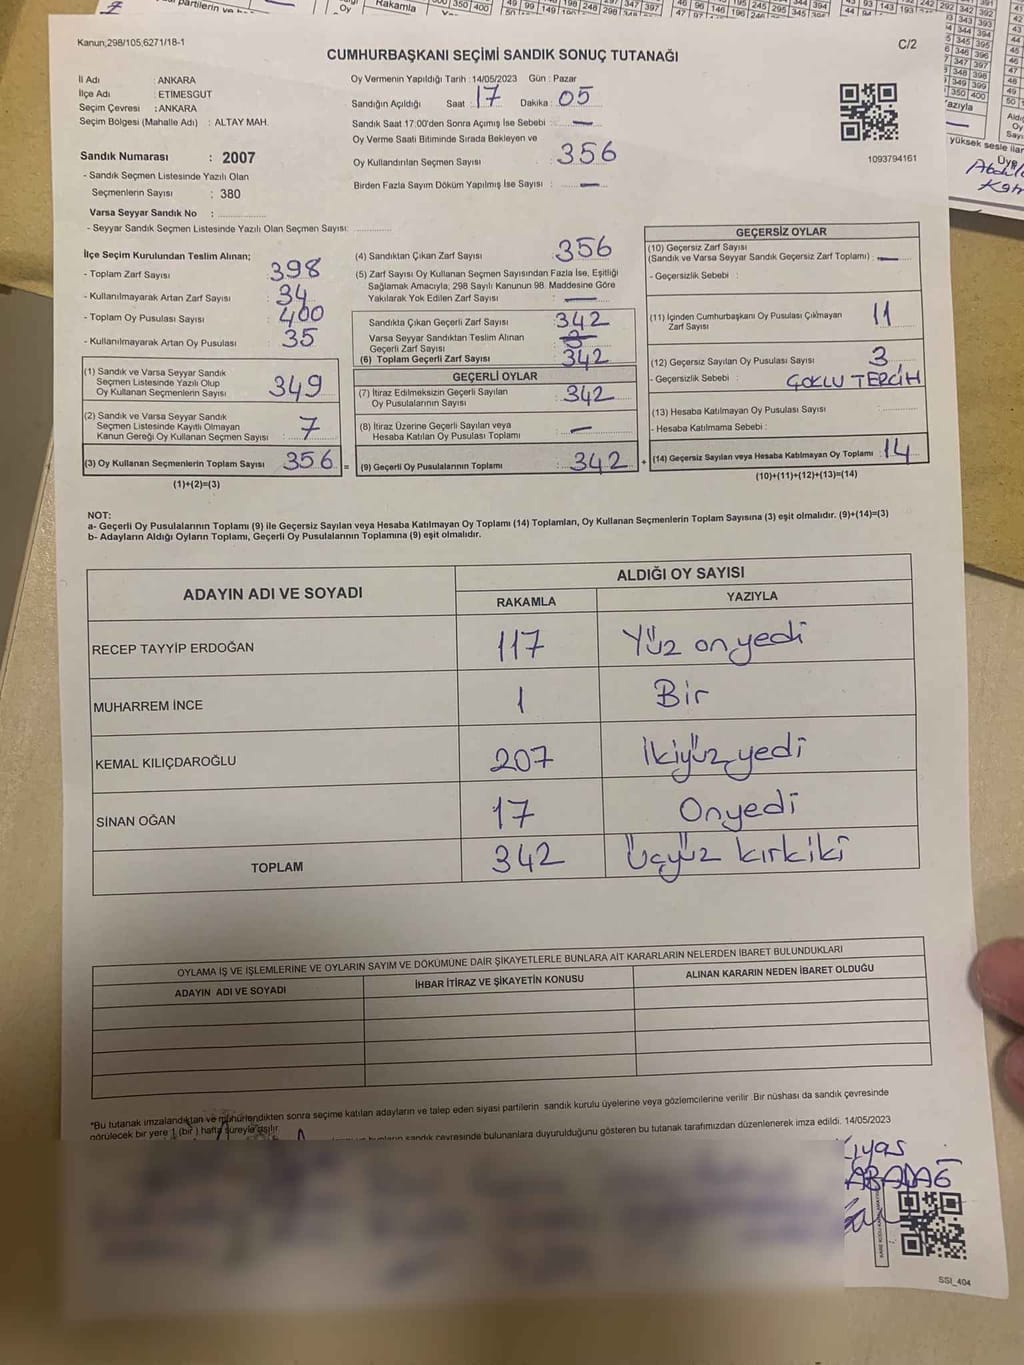 Kanun;298/105,6271/18-1
C/2
CUMHURBAŞKANI SEÇİMİ SANDIK SONUÇ TUTANAĞI
İl Adı : ANKARA
İlçe Adı : ETİMESGUT
Seçim Çevresi : ANKARA
Seçim Bölgesi (Mahalle Adı) : ALTAY MAH.
Sandık Numarası : 2007
- Sandık Seçmen Listesinde Yazılı Olan
Seçmenlerin Sayısı : 380
Varsa Seyyar Sandık No :
- Seyyar Sandık Seçmen Listesinde Yazılı Olan Seçmen Sayısı:
Oy Vermenin Yapıldığı Tarih : 14/05/2023 Gün : Pazar
Sandığın Açıldığı Saat : 17 Dakika : 05
Sandık Saat 17:00'den Sonra Açımış İse Sebebi : —
Oy Verme Saati Bitiminde Sırada Bekleyen ve
Oy Kullandırılan Seçmen Sayısı : 356
Birden Fazla Sayım Döküm Yapılmış İse Sayısı : —
1093794161
İlçe Seçim Kurulundan Teslim Alınan;
- Toplam Zarf Sayısı : 398
- Kullanılmayarak Artan Zarf Sayısı : 34
- Toplam Oy Pusulası Sayısı : 400
- Kullanılmayarak Artan Oy Pusulası : 35
(1) Sandık ve Varsa Seyyar Sandık
Seçmen Listesinde Yazılı Olup
Oy Kullanan Seçmenlerin Sayısı : 349
(2) Sandık ve Varsa Seyyar Sandık
Seçmen Listesinde Kayıtlı Olmayan
Kanun Gereği Oy Kullanan Seçmen Sayısı : 7
(3) Oy Kullanan Seçmenlerin Toplam Sayısı : 356 =
(1)+(2)=(3)
(4) Sandıktan Çıkan Zarf Sayısı : 356
(5) Zarf Sayısı Oy Kullanan Seçmen Sayısından Fazla İse, Eşitliği
Sağlamak Amacıyla, 298 Sayılı Kanunun 98. Maddesine Göre
Yakılarak Yok Edilen Zarf Sayısı : —
Sandıkta Çıkan Geçerli Zarf Sayısı : 342
Varsa Seyyar Sandıktan Teslim Alınan
Geçerli Zarf Sayısı :
(6) Toplam Geçerli Zarf Sayısı : 342
GEÇERLİ OYLAR
(7) İtiraz Edilmeksizin Geçerli Sayılan
Oy Pusulalarının Sayısı : 342
(8) İtiraz Üzerine Geçerli Sayılan veya
Hesaba Katılan Oy Pusulası Toplamı : —
(9) Geçerli Oy Pusulalarının Toplamı : 342 +
GEÇERSİZ OYLAR
(10) Geçersiz Zarf Sayısı
(Sandık ve Varsa Seyyar Sandık Geçersiz Zarf Toplamı) : —
- Geçersizlik Sebebi :
(11) İçinden Cumhurbaşkanı Oy Pusulası Çıkmayan
Zarf Sayısı : 11
(12) Geçersiz Sayılan Oy Pusulası Sayısı : 3
- Geçersizlik Sebebi : ÇOKLU TERCİH
(13) Hesaba Katılmayan Oy Pusulası Sayısı :
- Hesaba Katılmama Sebebi :
(14) Geçersiz Sayılan veya Hesaba Katılmayan Oy Toplamı : 14
(10)+(11)+(12)+(13)=(14)
NOT:
a- Geçerli Oy Pusulalarının Toplamı (9) ile Geçersiz Sayılan veya Hesaba Katılmayan Oy Toplamı (14) Toplamları, Oy Kullanan Seçmenlerin Toplam Sayısına (3) eşit olmalıdır. (9)+(14)=(3)
b- Adayların Aldığı Oyların Toplamı, Geçerli Oy Pusulalarının Toplamına (9) eşit olmalıdır.
ADAYIN ADI VE SOYADI
ALDIĞI OY SAYISI
RAKAMLA YAZIYLA
RECEP TAYYİP ERDOĞAN 117 Yüz onyedi
MUHARREM İNCE 1 Bir
KEMAL KILIÇDAROĞLU 207 İkiyüz yedi
SİNAN OĞAN 17 Onyedi
TOPLAM 342 Üçyüz kırkiki
OYLAMA İŞ VE İŞLEMLERİNE VE OYLARIN SAYIM VE DÖKÜMÜNE DAİR ŞİKAYETLERLE BUNLARA AİT KARARLARIN NELERDEN İBARET BULUNDUKLARI
ADAYIN ADI VE SOYADI İHBAR İTİRAZ VE ŞİKAYETİN KONUSU ALINAN KARARIN NEDEN İBARET OLDUĞU
*Bu tutanak imzalandıktan ve mühürlendikten sonra seçime katılan adayların ve talep eden siyasi partilerin sandık kurulu üyelerine veya gözlemcilerine verilir. Bir nüshası da sandık çevresinde
görülecek bir yere 1 (bir) hafta süreyle asılır.
sandık çevresinde bulunanlara duyurulduğunu gösteren bu tutanak tarafımızdan düzenlenerek imza edildi. 14/05/2023
ABADAĞ
SSİ_404